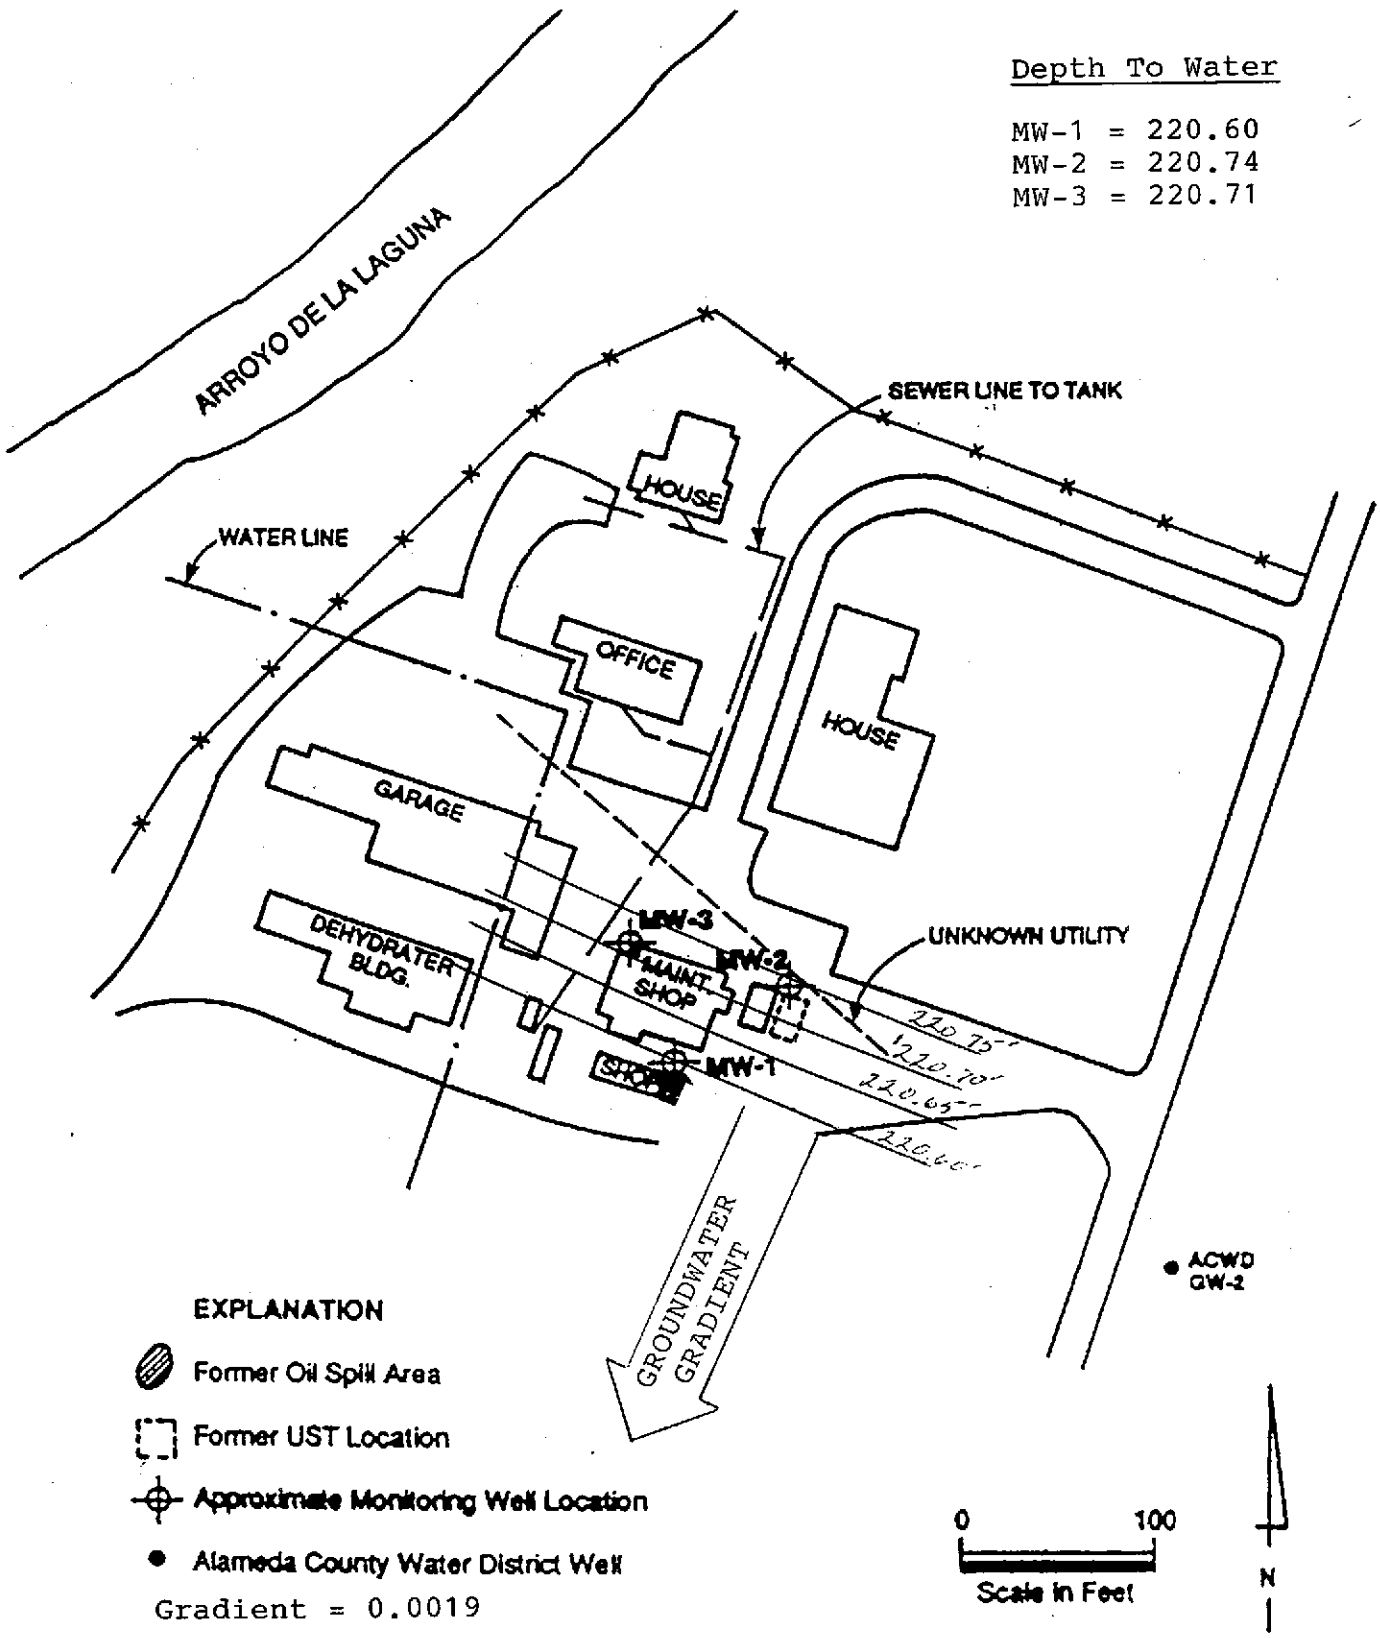 Depth To Water
MW-1 = 220.60
MW-2 = 220.74
MW-3 = 220.71
ARROYO DE LA LAGUNA
SEWER LINE TO TANK
HOUSE
WATER LINE
OFFICE
HOUSE
GARAGE
MW-3
DEHYDRATER
BLDG.
MAINT.
SHOP
MW-2
UNKNOWN UTILITY
220.75'
220.70'
220.65'
220.60'
MW-1
SHOP
GROUNDWATER
GRADIENT
ACWD
GW-2
EXPLANATION
Former Oil Spill Area
Former UST Location
Approximate Monitoring Well Location
Alameda County Water District Well
Gradient = 0.0019
0 100
Scale in Feet
N